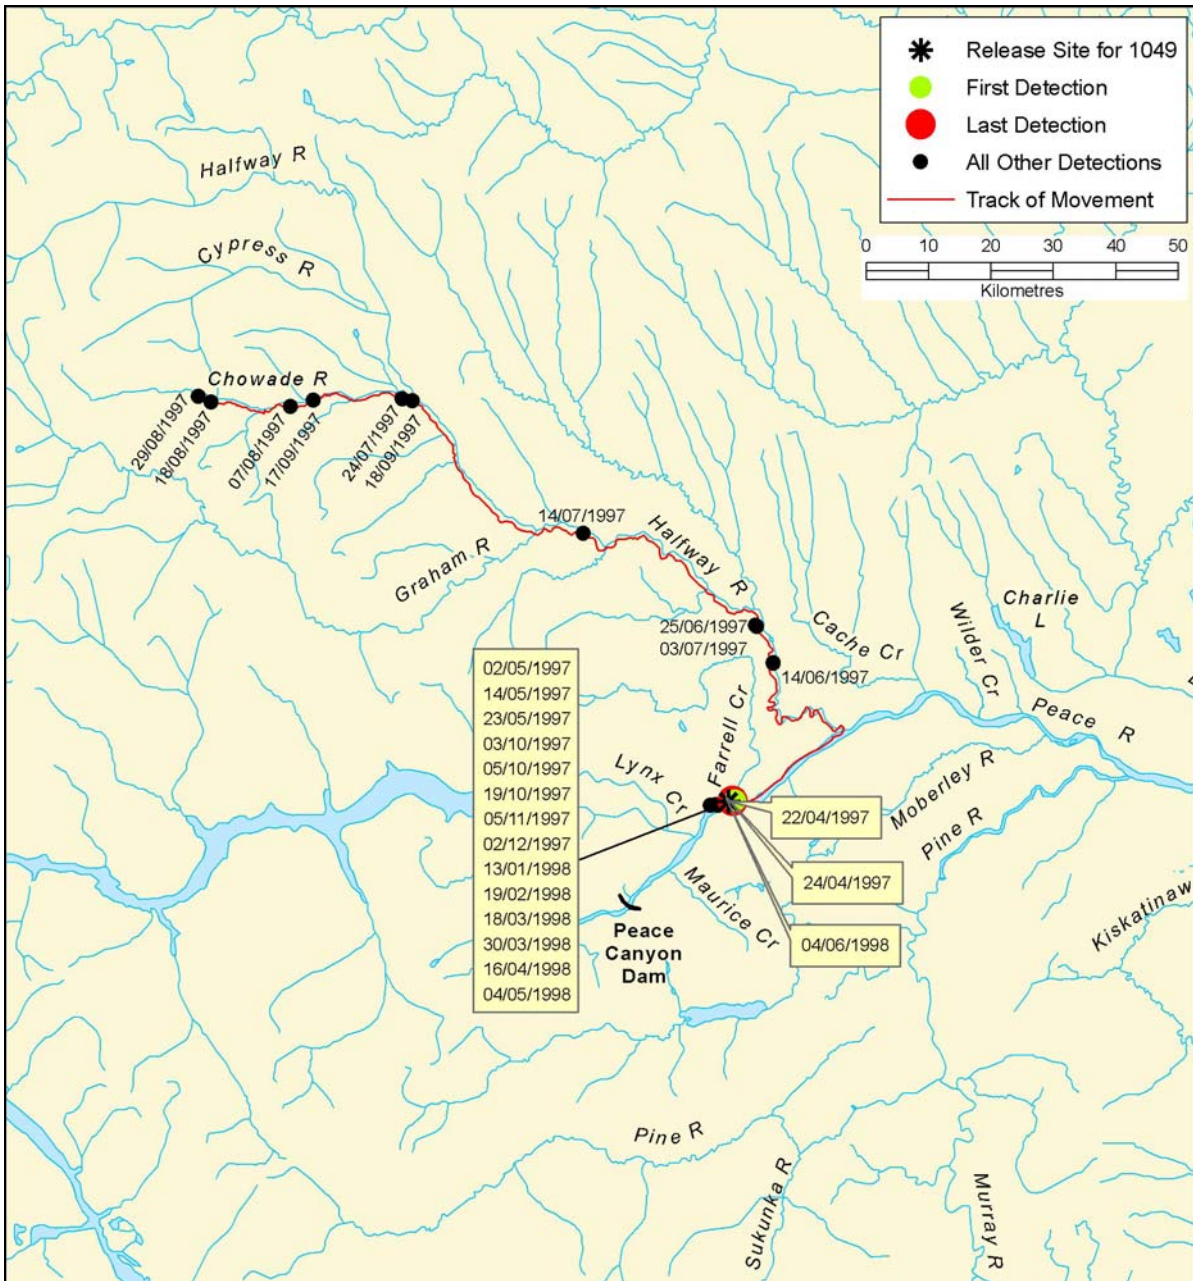 Release Site for 1049
First Detection
Last Detection
All Other Detections
Track of Movement
0 10 20 30 40 50
Kilometres
Halfway R
Cypress R
Chowade R
29/08/1997
18/08/1997
07/08/1997
17/09/1997
24/07/1997
18/09/1997
14/07/1997
Graham R
Halfway R
25/06/1997
03/07/1997
14/06/1997
Cache Cr
Wilder Cr
Charlie
L
Peace R
Farrell Cr
Lynx Cr
Moberley R
Pine R
Kiskatinaw
Maurice Cr
02/05/1997
14/05/1997
23/05/1997
03/10/1997
05/10/1997
19/10/1997
05/11/1997
02/12/1997
13/01/1998
19/02/1998
18/03/1998
30/03/1998
16/04/1998
04/05/1998
22/04/1997
24/04/1997
04/06/1998
Peace
Canyon
Dam
Pine R
Sukunka R
Murray R